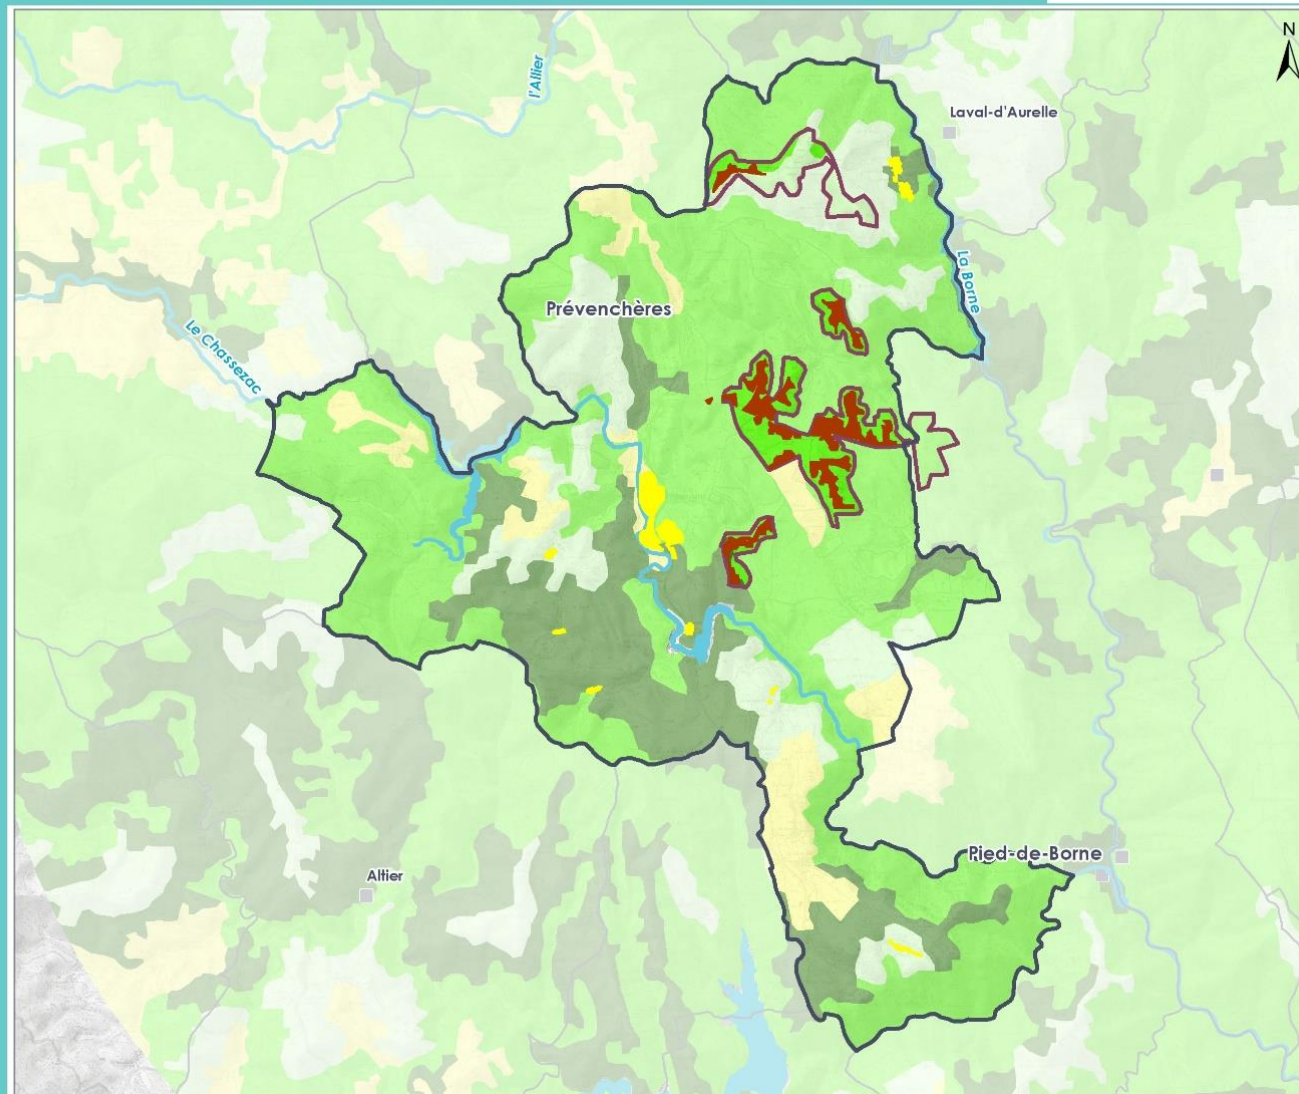 N
l'Allier
Laval-d'Aurelle
La Borne
Prévenchères
Le Chassezac
Pied-de-Borne
Altier